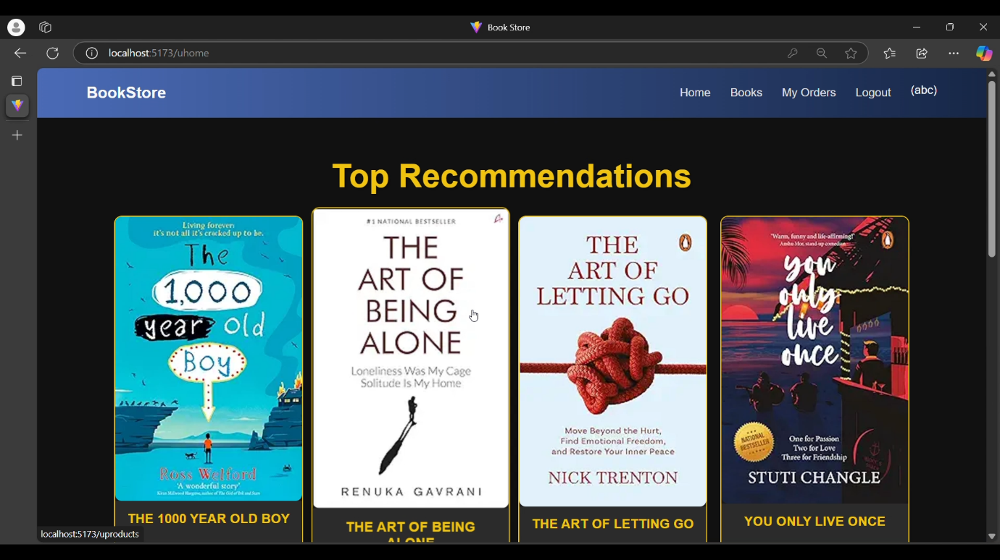 Book Store
localhost:5173/uhome
BookStore
Home Books My Orders Logout (abc)
Top Recommendations
Living forever:
it's not all it's cracked up to be.
The
1,000
year old
Boy
Ross Welford
'A wonderful story'
THE 1000 YEAR OLD BOY
#1 NATIONAL BESTSELLER
THE
ART OF
BEING
ALONE
Loneliness Was My Cage
Solitude Is My Home
RENUKA GAVRANI
THE ART OF BEING
ALONE
THE
ART OF
LETTING GO
Move Beyond the Hurt,
Find Emotional Freedom,
and Restore Your Inner Peace
NICK TRENTON
THE ART OF LETTING GO
"Warm, funny and life-affirming!"
you
only
live
once
NATIONAL
BESTSELLER
One for Passion
Two for Love
Three for Friendship
STUTI CHANGLE
YOU ONLY LIVE ONCE
localhost:5173/uproducts